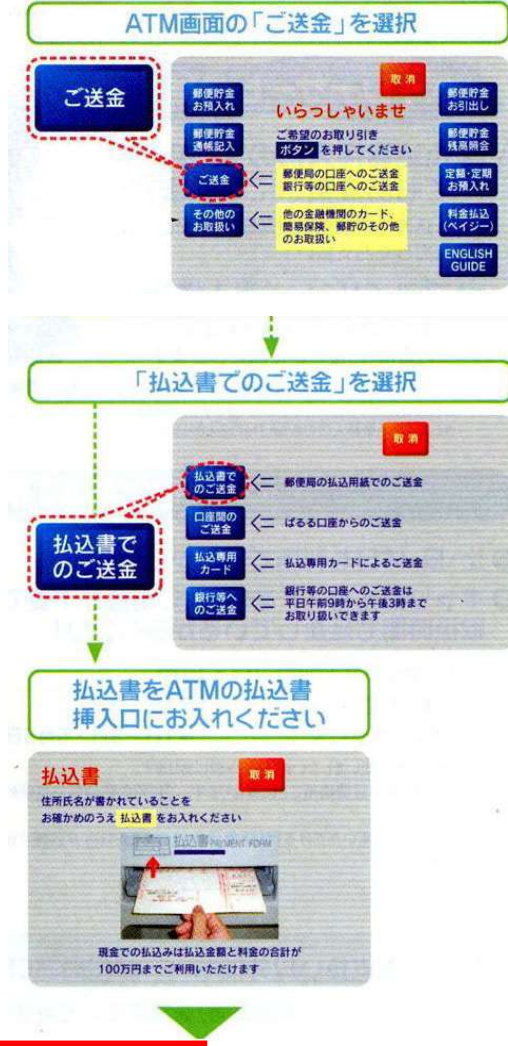 ATM画面の「ご送金」を選択
ご送金
取消
郵便貯金
お預入れ
いらっしゃいませ
郵便貯金
お引出し
郵便貯金
通帳記入
ご希望のお取り引き
ボタン を押してください
郵便貯金
残高照会
ご送金
郵便局の口座へのご送金
銀行等の口座へのご送金
定額・定期
お預入れ
その他の
お取扱い
他の金融機関のカード、
簡易保険、郵貯のその他
のお取扱い
料金払込
(ペイジー)
ENGLISH
GUIDE
「払込書でのご送金」を選択
取消
払込書で
のご送金
郵便局の払込用紙でのご送金
口座間の
ご送金
ぱるる口座からのご送金
払込書で
のご送金
払込専用
カード
払込専用カードによるご送金
銀行等へ
のご送金
銀行等の口座へのご送金は
平日午前9時から午後3時まで
お取り扱いできます
払込書をATMの払込書
挿入口にお入れください
払込書
取消
住所氏名が書かれていることを
お確かめのうえ 払込書 をお入れください
払込書 PAYMENT FORM
現金での払込みは払込金額と料金の合計が
100万円までご利用いただけます